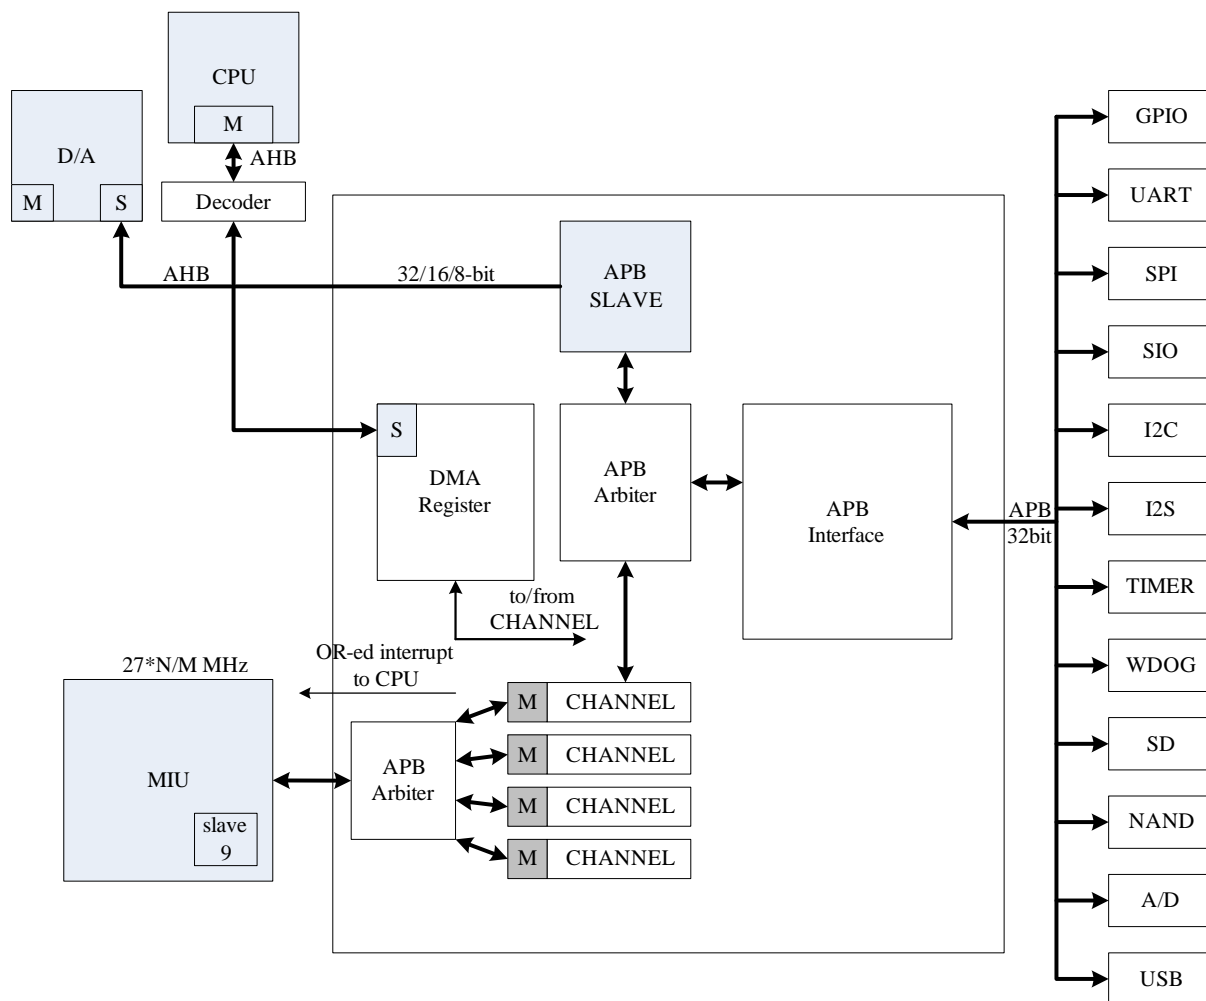 CPU
M
AHB
D/A
M
S
Decoder
AHB
32/16/8-bit
APB
SLAVE
S
DMA
Register
APB
Arbiter
APB
Interface
APB
32bit
to/from
CHANNEL
OR-ed interrupt
to CPU
27*N/M MHz
MIU
slave
9
APB
Arbiter
M CHANNEL
M CHANNEL
M CHANNEL
M CHANNEL
GPIO
UART
SPI
SIO
I2C
I2S
TIMER
WDOG
SD
NAND
A/D
USB